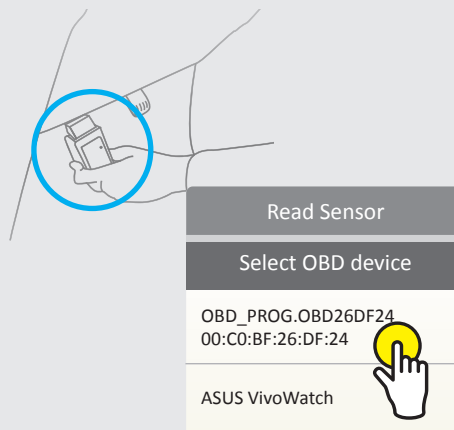 Read Sensor
Select OBD device
OBD_PROG.OBD26DF24
00:C0:BF:26:DF:24
ASUS VivoWatch